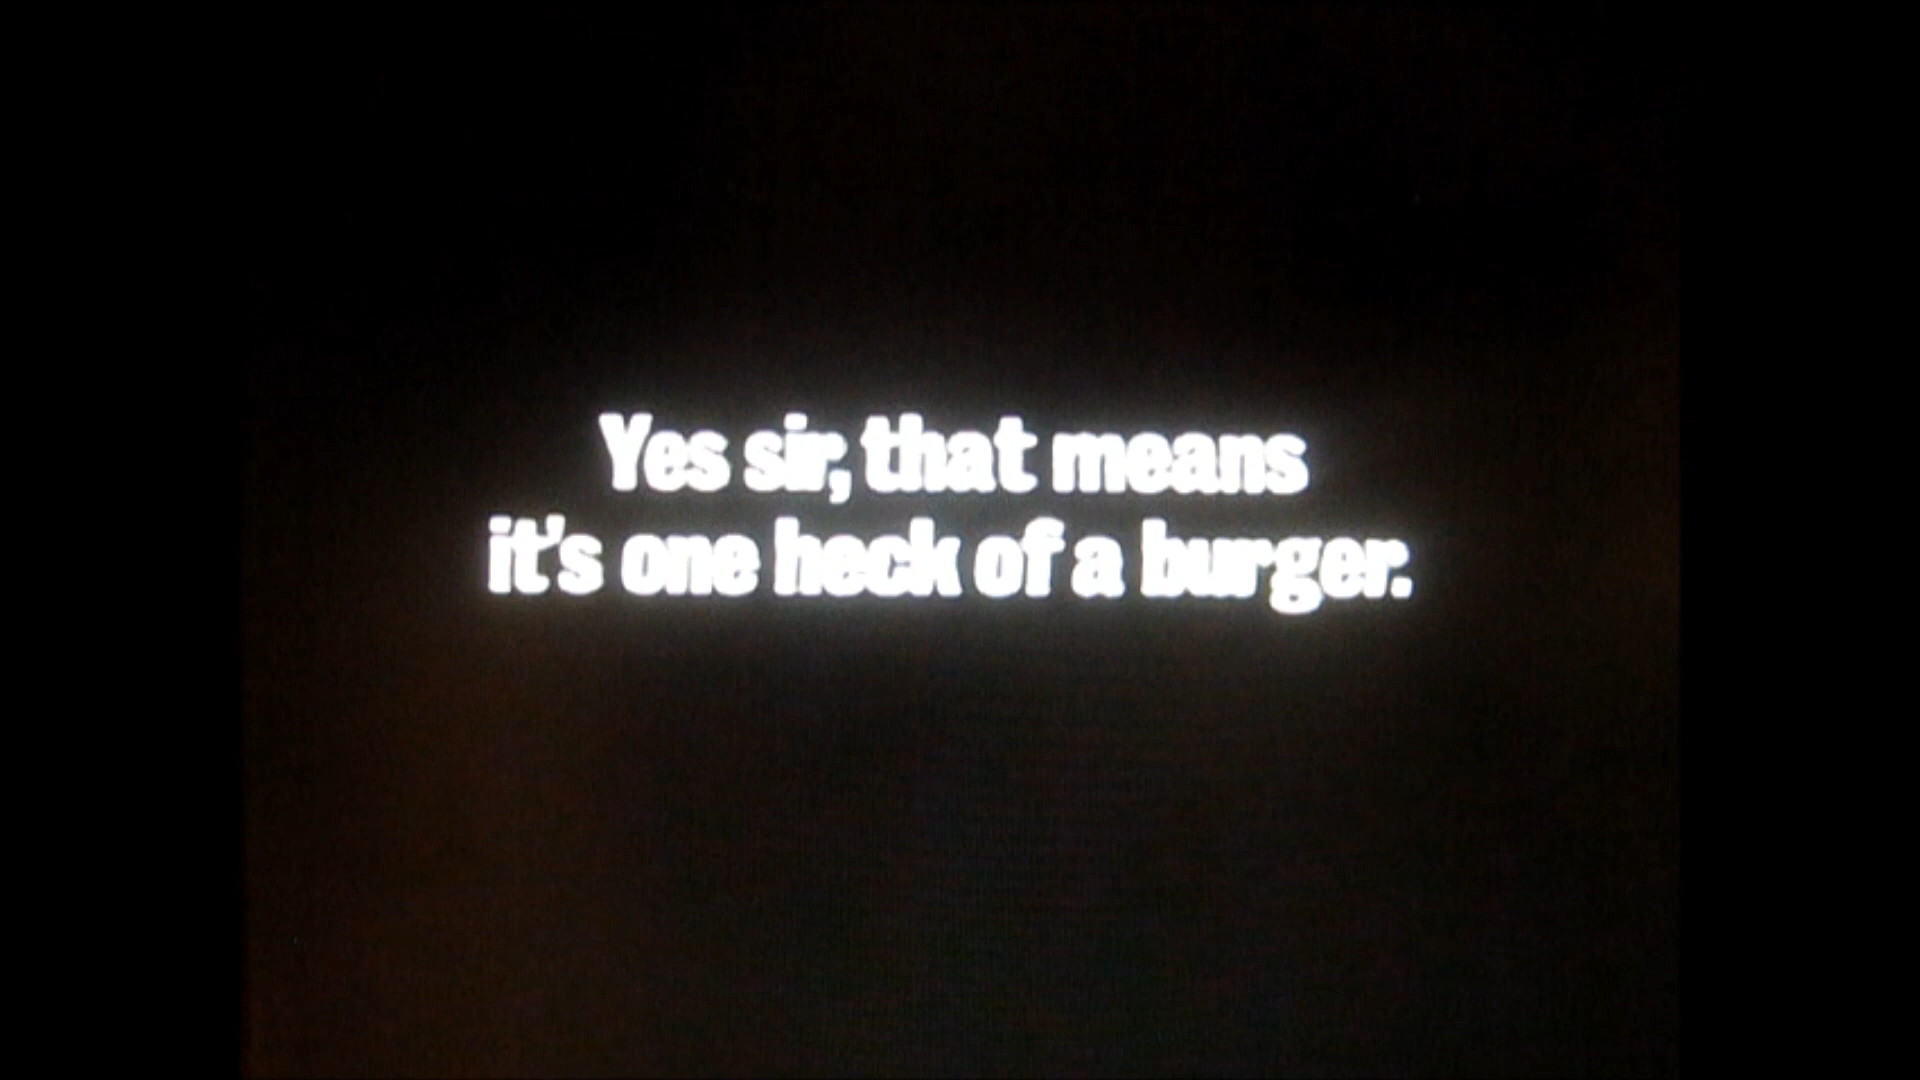 Yes sir, that means
it's one heck of a burger.